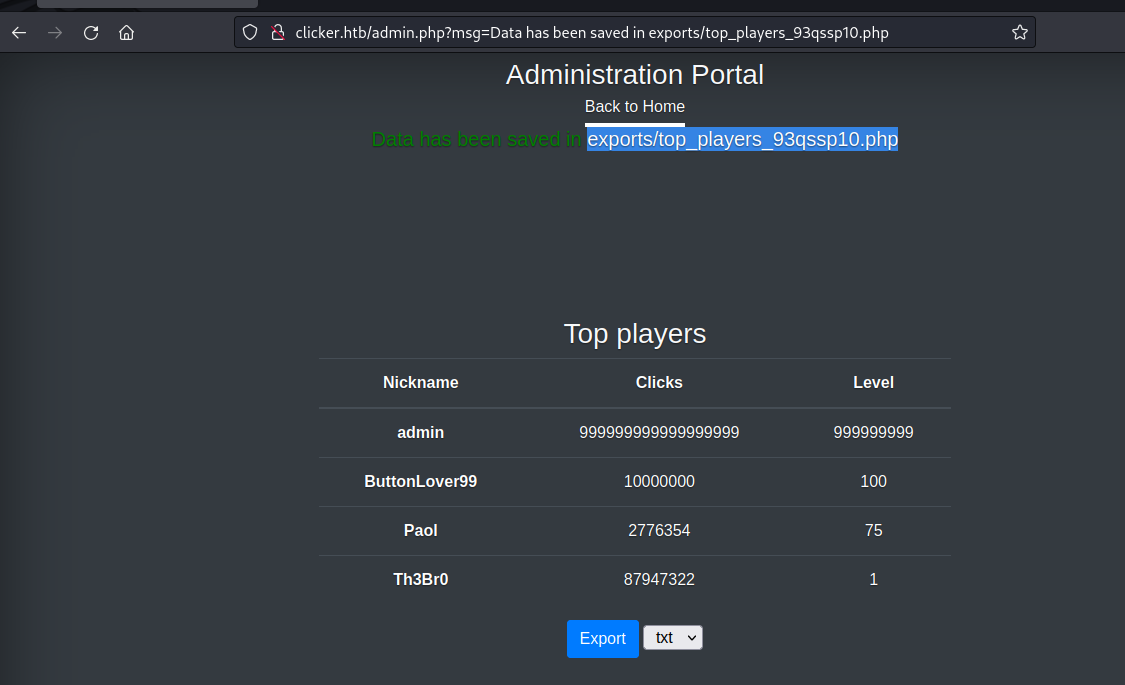 clicker.htb/admin.php?msg=Data has been saved in exports/top_players_93qssp10.php
Administration Portal
Back to Home
Data has been saved in exports/top_players_93qssp10.php
Top players
Nickname Clicks Level
admin 999999999999999999 999999999
ButtonLover99 10000000 100
Paol 2776354 75
Th3Br0 87947322 1
Export txt